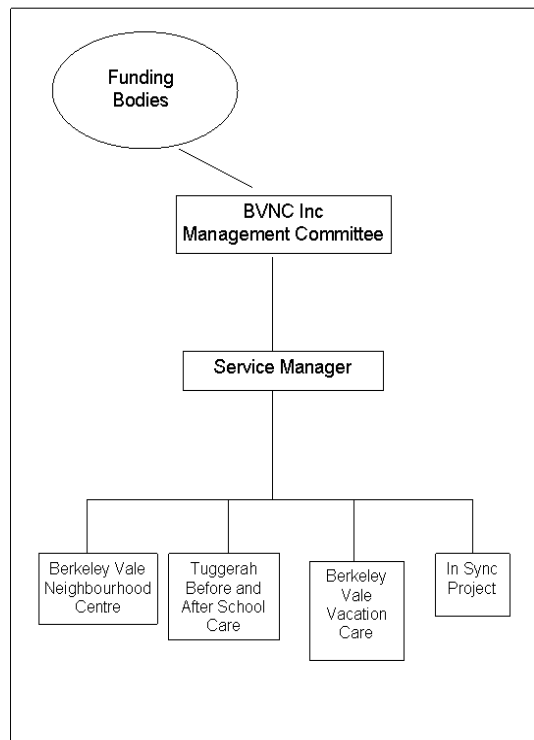 Funding
Bodies
BVNC Inc
Management Committee
Service Manager
Berkeley Vale
Neighbourhood
Centre
Tuggerah
Before and
After School
Care
Berkeley
Vale
Vacation
Care
In Sync
Project